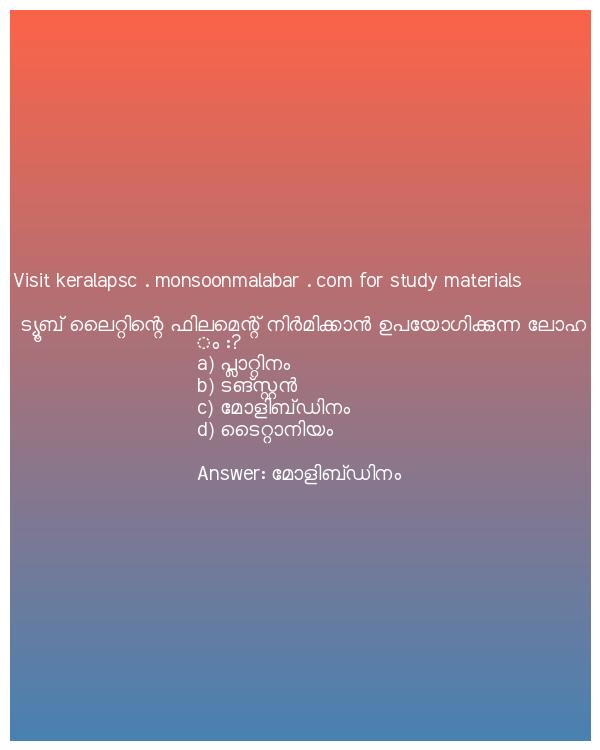 Visit keralapsc . monsoonmalabar . com for study materials
ട്യൂബ് ലൈറ്റിന്റെ ഫിലമെന്റ് നിർമിക്കാൻ ഉപയോഗിക്കുന്ന ലോഹ
ം :?
a) പ്ലാറ്റിനം
b) ടങ്സ്റ്റൻ
c) മോളിബ്ഡിനം
d) ടൈറ്റാനിയം
Answer: മോളിബ്ഡിനം